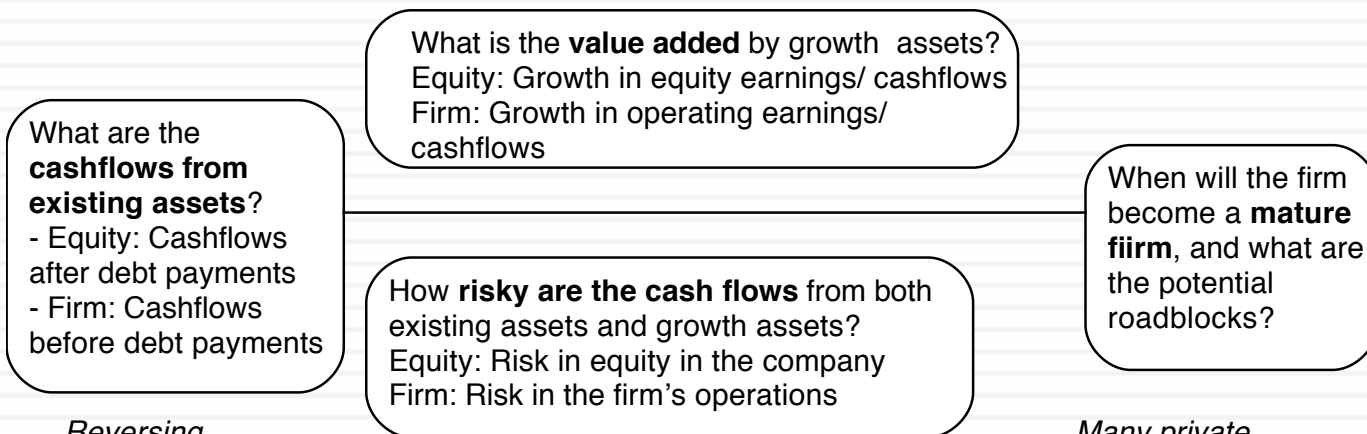 What is the value added by growth assets?
Equity: Growth in equity earnings/ cashflows
Firm: Growth in operating earnings/
cashflows
What are the
cashflows from
existing assets?
- Equity: Cashflows
after debt payments
- Firm: Cashflows
before debt payments
How risky are the cash flows from both
existing assets and growth assets?
Equity: Risk in equity in the company
Firm: Risk in the firm's operations
When will the firm
become a mature
fiirm, and what are
the potential
roadblocks?
Reversing
Many private